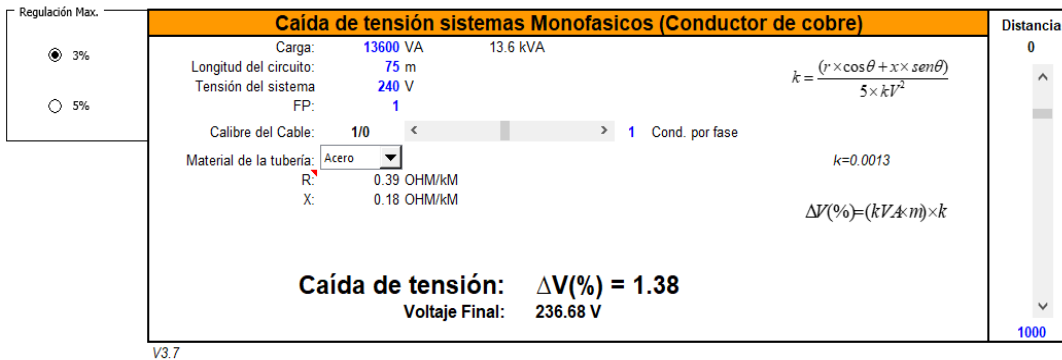 Regulación Max.
3%
5%
Caída de tensión sistemas Monofasicos (Conductor de cobre)
Carga: 13600 VA 13.6 kVA
Longitud del circuito: 75 m
Tensión del sistema 240 V
FP: 1
k = (r × cos θ + x × sen θ) / 5 × kV²
Calibre del Cable: 1/0 1 Cond. por fase
Material de la tubería: Acero
k=0.0013
R: 0.39 OHM/kM
X: 0.18 OHM/kM
ΔV(%)=(kVA×m)×k
Caída de tensión: ΔV(%) = 1.38
Voltaje Final: 236.68 V
V3.7
Distancia
0
1000